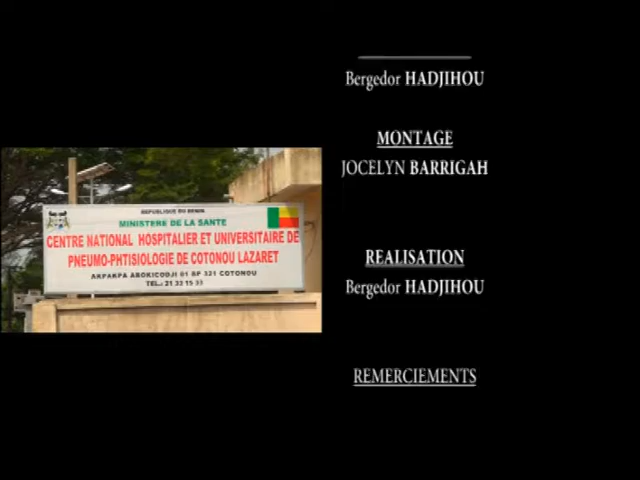 REPUBLIQUE DU BENIN
MINISTERE DE LA SANTE
CENTRE NATIONAL HOSPITALIER ET UNIVERSITAIRE DE
PNEUMO-PHTISIOLOGIE DE COTONOU LAZARET
AKPAKPA ABOKICODJI 01 BP 321 COTONOU
TEL.: 21 33 15 33
Bergedor HADJIHOU
MONTAGE
JOCELYN BARRIGAH
REALISATION
Bergedor HADJIHOU
REMERCIEMENTS